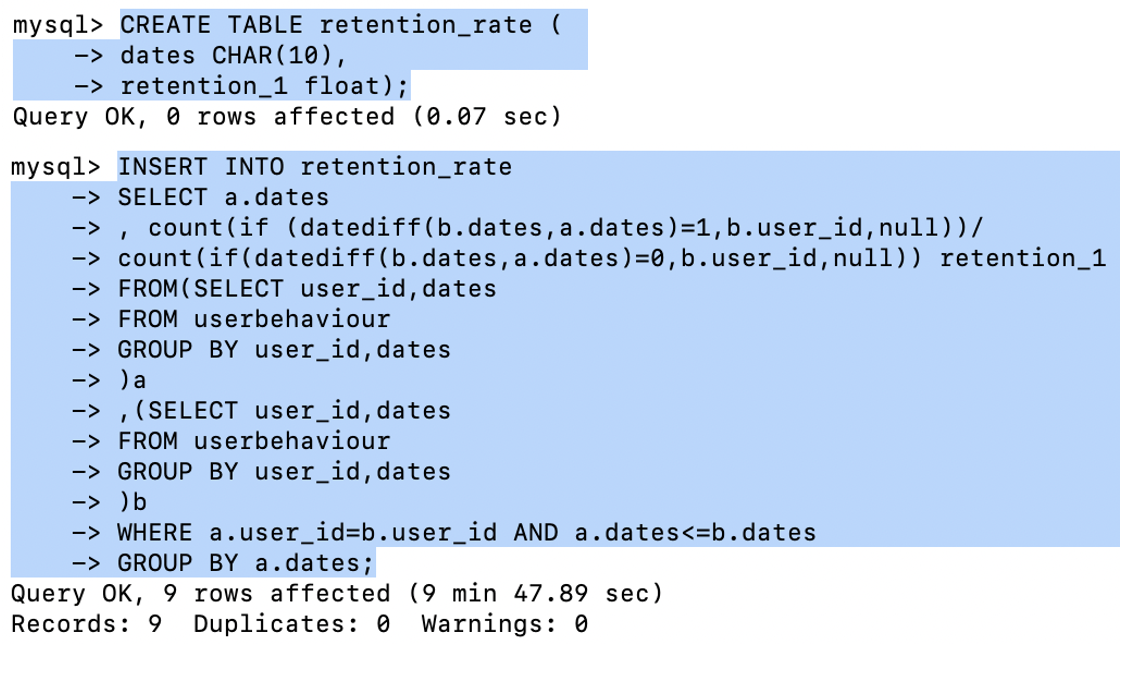 mysql> CREATE TABLE retention_rate (
    -> dates CHAR(10),
    -> retention_1 float);
Query OK, 0 rows affected (0.07 sec)
mysql> INSERT INTO retention_rate
    -> SELECT a.dates
    -> , count(if (datediff(b.dates,a.dates)=1,b.user_id,null))/
    -> count(if(datediff(b.dates,a.dates)=0,b.user_id,null)) retention_1
    -> FROM(SELECT user_id,dates
    -> FROM userbehaviour
    -> GROUP BY user_id,dates
    -> )a
    -> ,(SELECT user_id,dates
    -> FROM userbehaviour
    -> GROUP BY user_id,dates
    -> )b
    -> WHERE a.user_id=b.user_id AND a.dates<=b.dates
    -> GROUP BY a.dates;
Query OK, 9 rows affected (9 min 47.89 sec)
Records: 9  Duplicates: 0  Warnings: 0